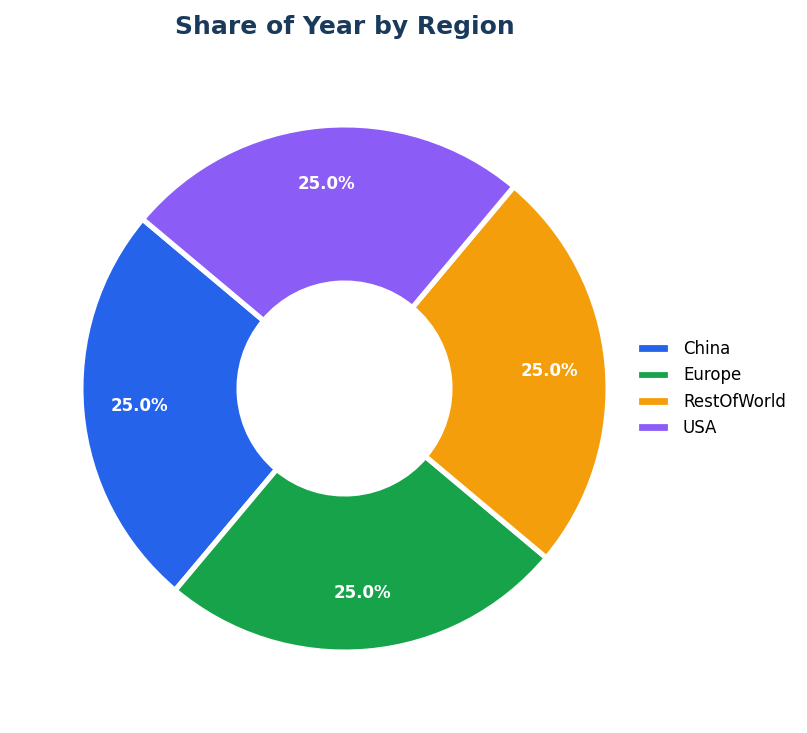 Share of Year by Region
25.0%
25.0%
25.0%
25.0%
China
Europe
RestOfWorld
USA